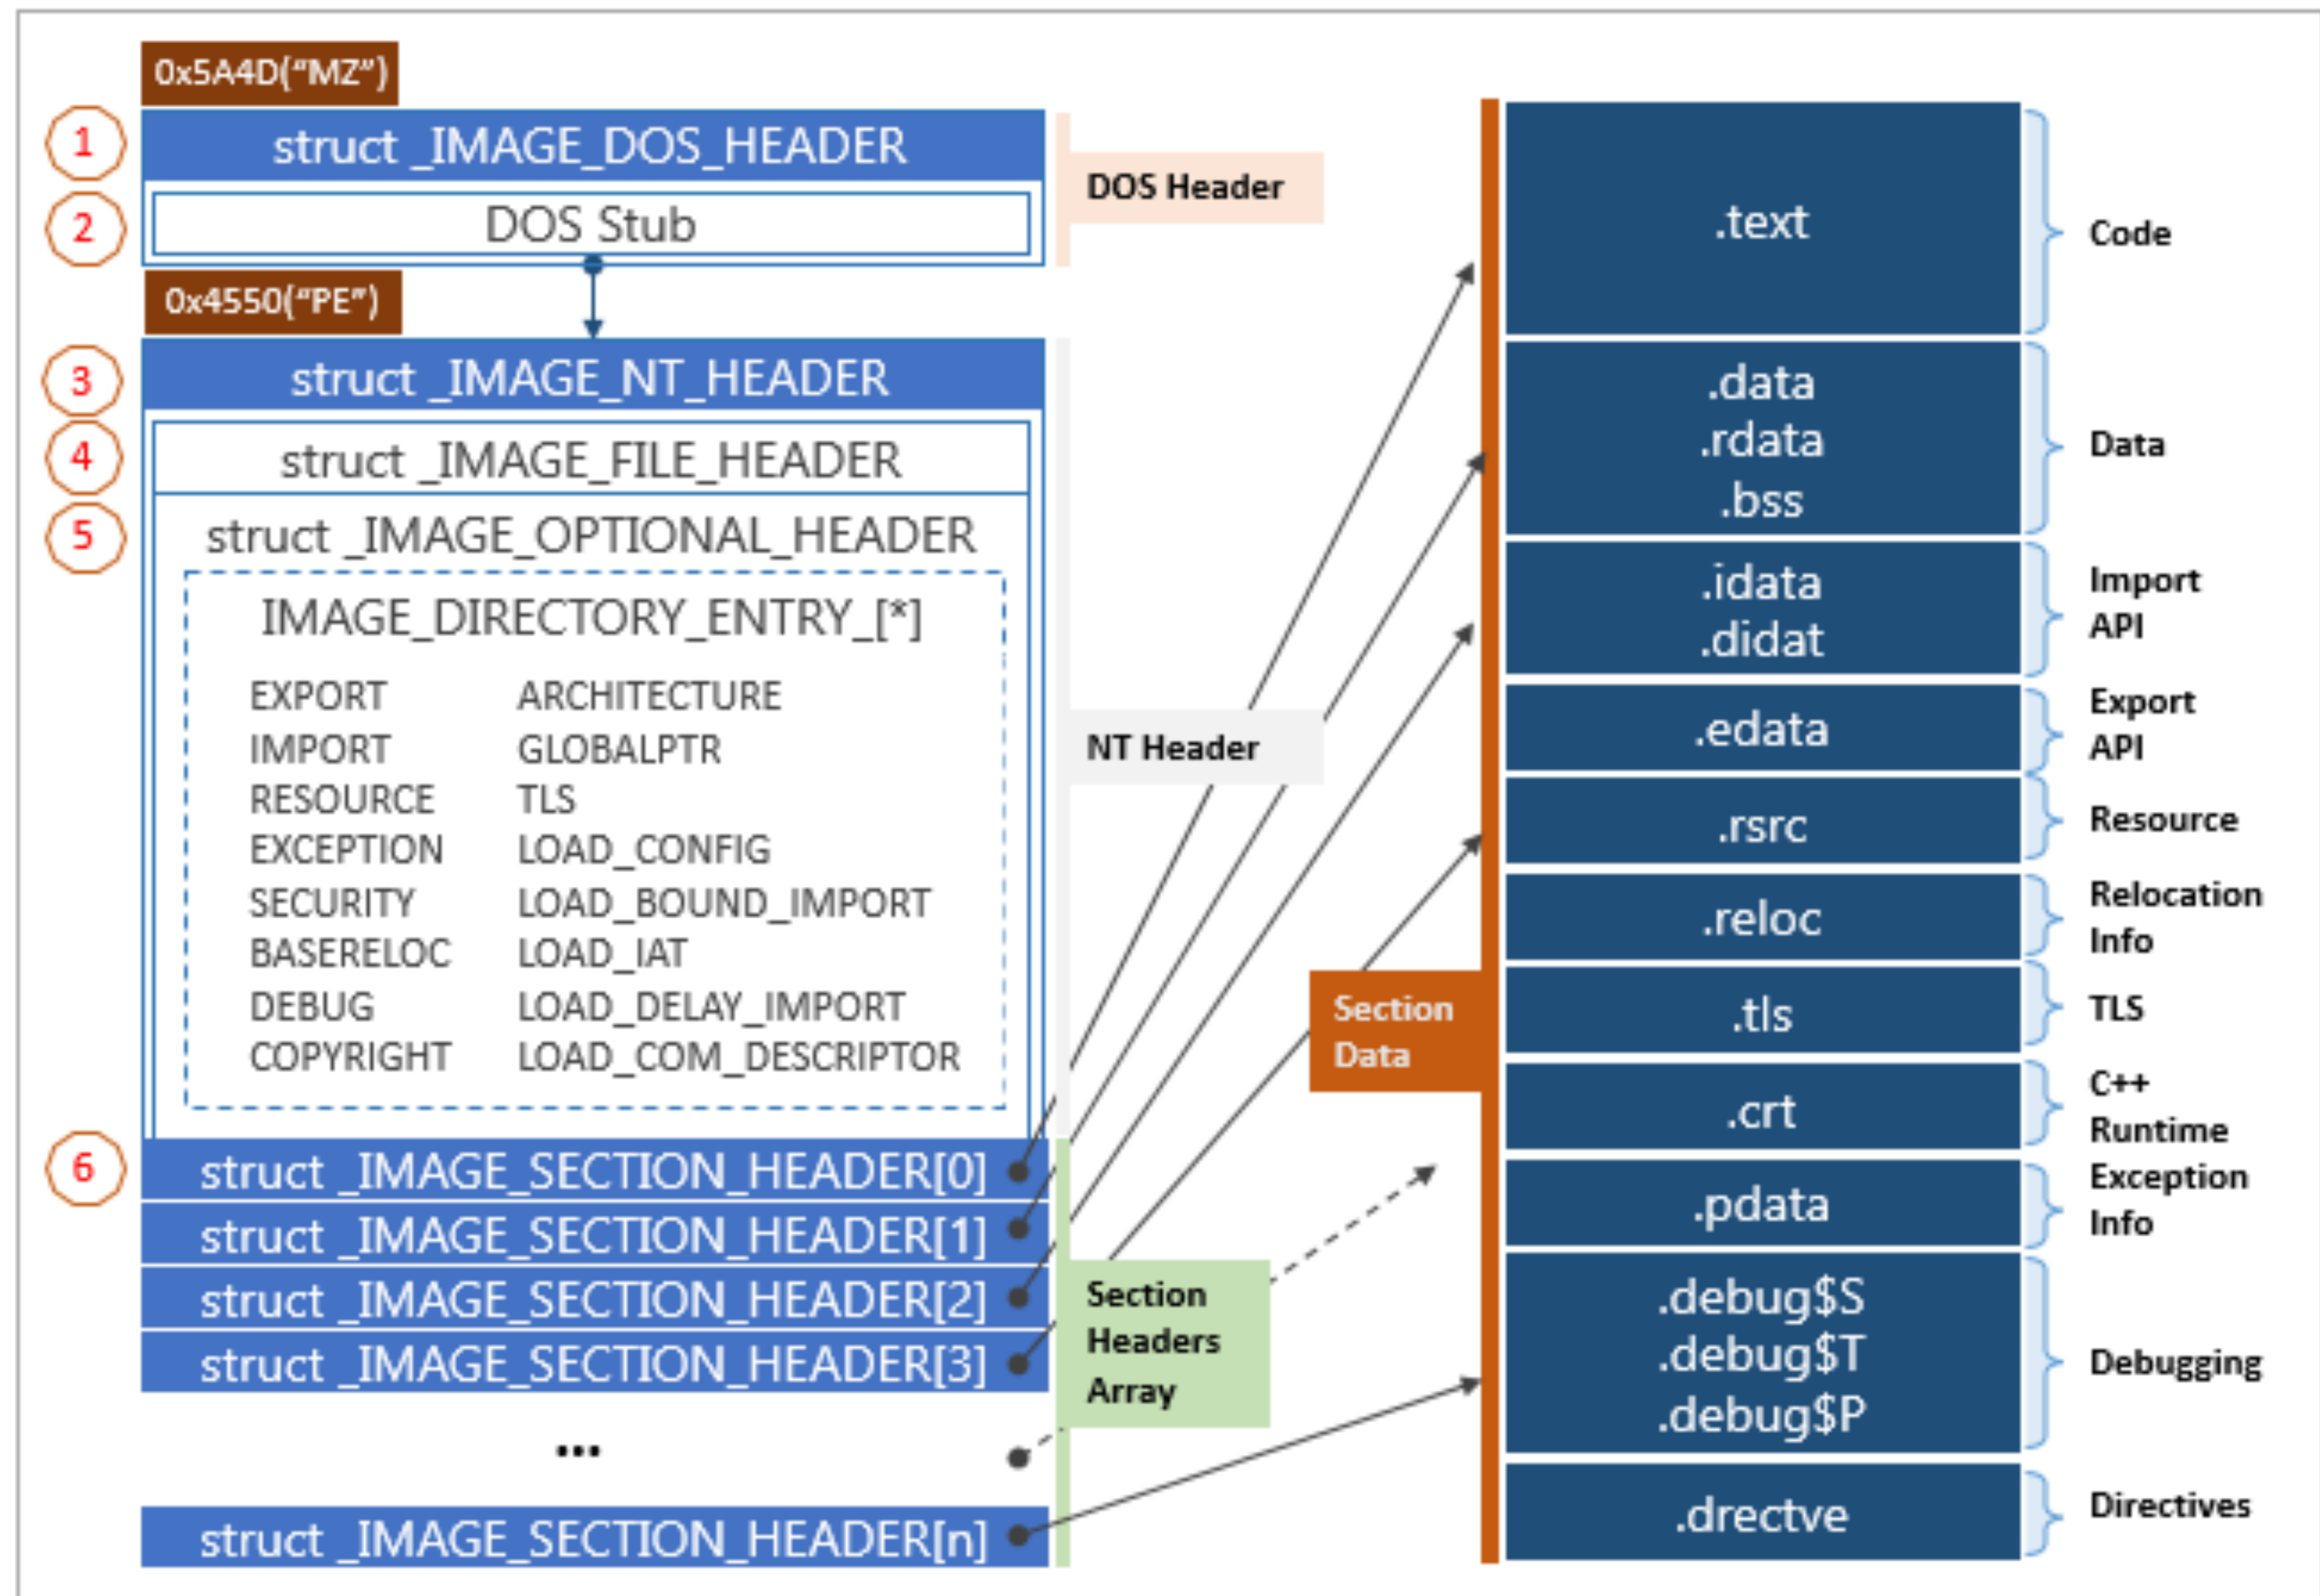 0x5A4D(“MZ”)
1
struct _IMAGE_DOS_HEADER
2
DOS Stub
DOS Header
0x4550(“PE”)
3
struct _IMAGE_NT_HEADER
4
struct _IMAGE_FILE_HEADER
5
struct _IMAGE_OPTIONAL_HEADER
IMAGE_DIRECTORY_ENTRY_[*]
EXPORT ARCHITECTURE
IMPORT GLOBALPTR
RESOURCE TLS
EXCEPTION LOAD_CONFIG
SECURITY LOAD_BOUND_IMPORT
BASERELOC LOAD_IAT
DEBUG LOAD_DELAY_IMPORT
COPYRIGHT LOAD_COM_DESCRIPTOR
NT Header
6
struct _IMAGE_SECTION_HEADER[0]
struct _IMAGE_SECTION_HEADER[1]
struct _IMAGE_SECTION_HEADER[2]
struct _IMAGE_SECTION_HEADER[3]
...
struct _IMAGE_SECTION_HEADER[n]
Section
Headers
Array
Section
Data
.text
Code
.data
.rdata
.bss
Data
.idata
.didat
Import
API
.edata
Export
API
.rsrc
Resource
.reloc
Relocation
Info
.tls
TLS
.crt
C++
Runtime
.pdata
Exception
Info
.debug$S
.debug$T
.debug$P
Debugging
.drectve
Directives